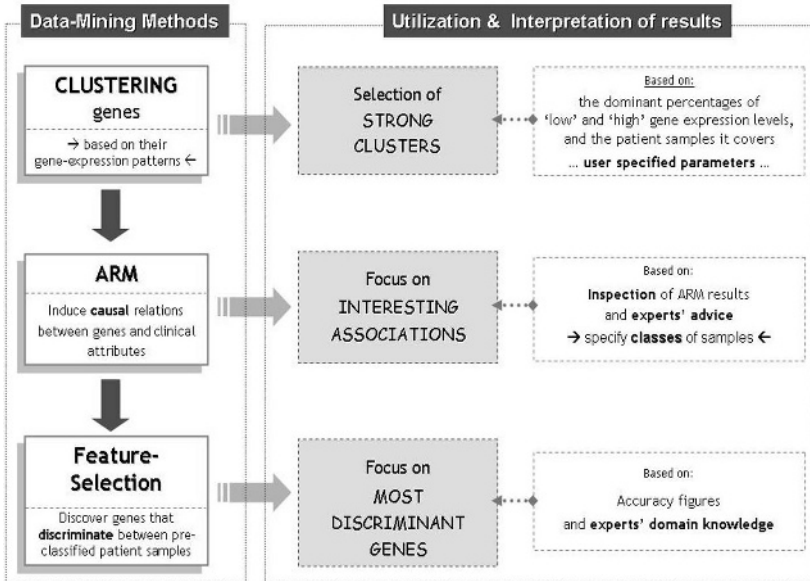 Data-Mining Methods
Utilization & Interpretation of results
CLUSTERING
genes
→ based on their
gene-expression patterns ←
Selection of
STRONG
CLUSTERS
Based on:
the dominant percentages of
'low' and 'high' gene expression levels,
and the patient samples it covers
... user specified parameters ...
ARM
Induce causal relations
between genes and clinical
attributes
Focus on
INTERESTING
ASSOCIATIONS
Based on:
Inspection of ARM results
and experts' advice
→ specify classes of samples ←
Feature-
Selection
Discover genes that
discriminate between pre-
classified patient samples
Focus on
MOST
DISCRIMINANT
GENES
Based on:
Accuracy figures
and experts' domain knowledge